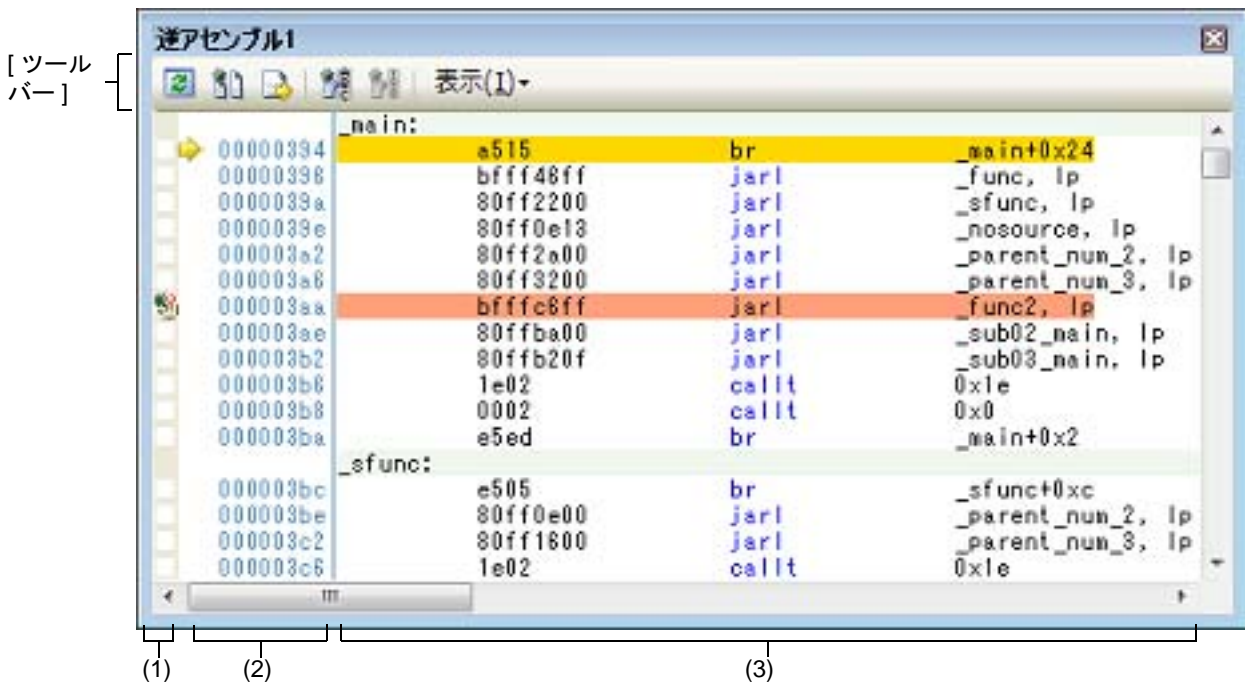 逆アセンブル1
[ツール
バー]
表示(I)
_main:
00000394 a515 br _main+0x24
00000396 bfff46ff jarl _func, lp
0000039a 80ff2200 jarl _sfunc, lp
0000039e 80ff0e13 jarl _nosource, lp
000003a2 80ff2a00 jarl _parent_num_2, lp
000003a6 80ff3200 jarl _parent_num_3, lp
000003aa bfffc6ff jarl _func2, lp
000003ae 80ffba00 jarl _sub02_main, lp
000003b2 80ffb20f jarl _sub03_main, lp
000003b6 1e02 callt 0x1e
000003b8 0002 callt 0x0
000003ba e5ed br _main+0x2
_sfunc:
000003bc e505 br _sfunc+0xc
000003be 80ff0e00 jarl _parent_num_2, lp
000003c2 80ff1600 jarl _parent_num_3, lp
000003c6 1e02 callt 0x1e
(1) (2) (3)